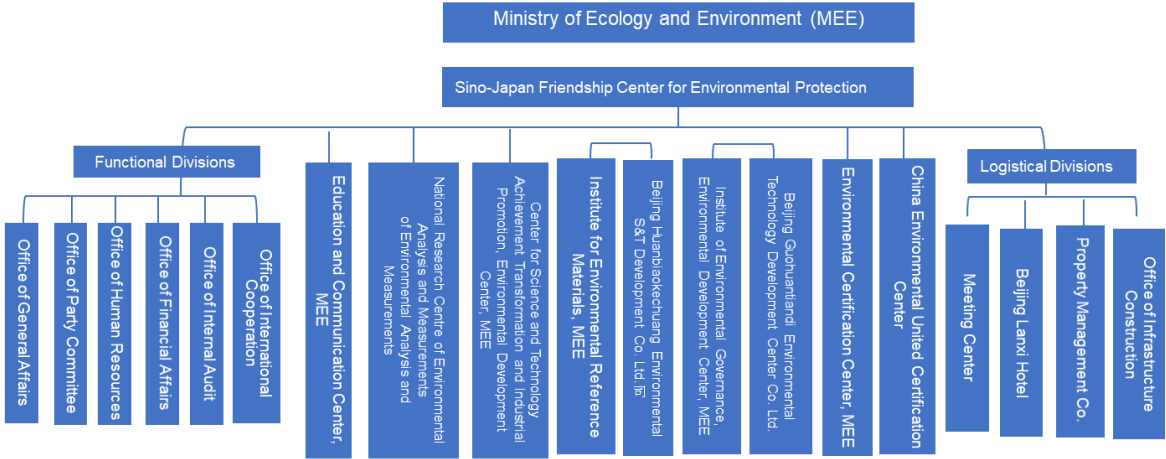 Ministry of Ecology and Environment (MEE)
Sino-Japan Friendship Center for Environmental Protection
Functional Divisions
Logistical Divisions
Office of General Affairs
Office of Party Committee
Office of Human Resources
Office of Financial Affairs
Office of Internal Audit
Office of International
Cooperation
Education and Communication Center,
MEE
National Research Centre of Environmental
Analysis and Measurements
of Environmental Analysis and
Measurements
Center for Science and Technology
Achievement Transformation and Industrial
Promotion, Environmental Development
Center, MEE
Institute for Environmental Reference
Materials, MEE
Beijing Huanbiaokechuang Environmental
S&T Development Co. Ltd.
Institute of Environmental Governance,
Environmental Development Center, MEE
Beijing Guohuantiandi Environmental
Technology Development Center Co. Ltd.
Environmental Certification Center, MEE
China Environmental United Certification
Center
Meeting Center
Beijing Lanxi Hotel
Property Management Co.
Office of Infrastructure
Construction